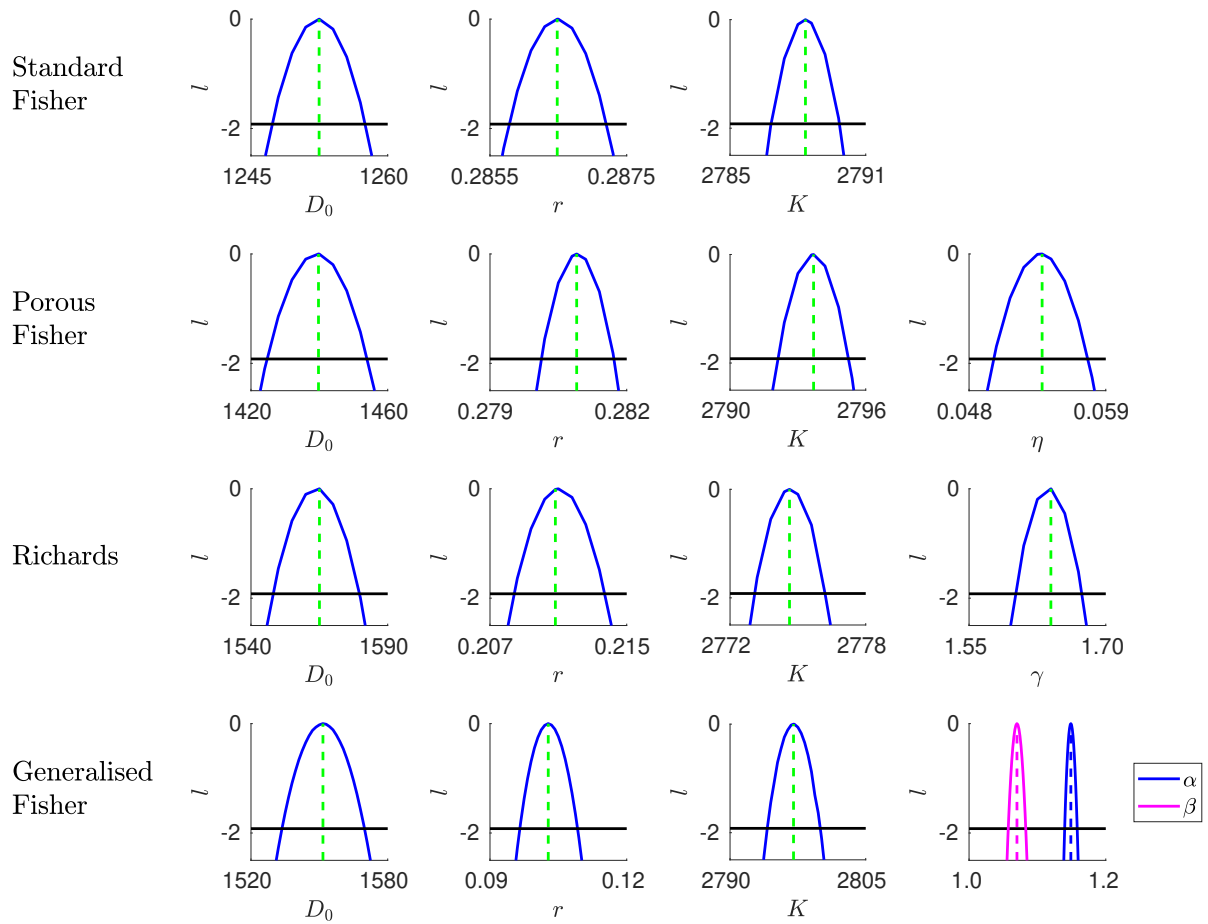 Standard
Fisher
0
-2
l
1245
1260
D₀
0
-2
l
0.2855
0.2875
r
0
-2
l
2785
2791
K
Porous
Fisher
0
-2
l
1420
1460
D₀
0
-2
l
0.279
0.282
r
0
-2
l
2790
2796
K
0
-2
l
0.048
0.059
η
Richards
0
-2
l
1540
1590
D₀
0
-2
l
0.207
0.215
r
0
-2
l
2772
2778
K
0
-2
l
1.55
1.70
γ
Generalised
Fisher
0
-2
l
1520
1580
D₀
0
-2
l
0.09
0.12
r
0
-2
l
2790
2805
K
0
-2
l
1.0
1.2
α
β